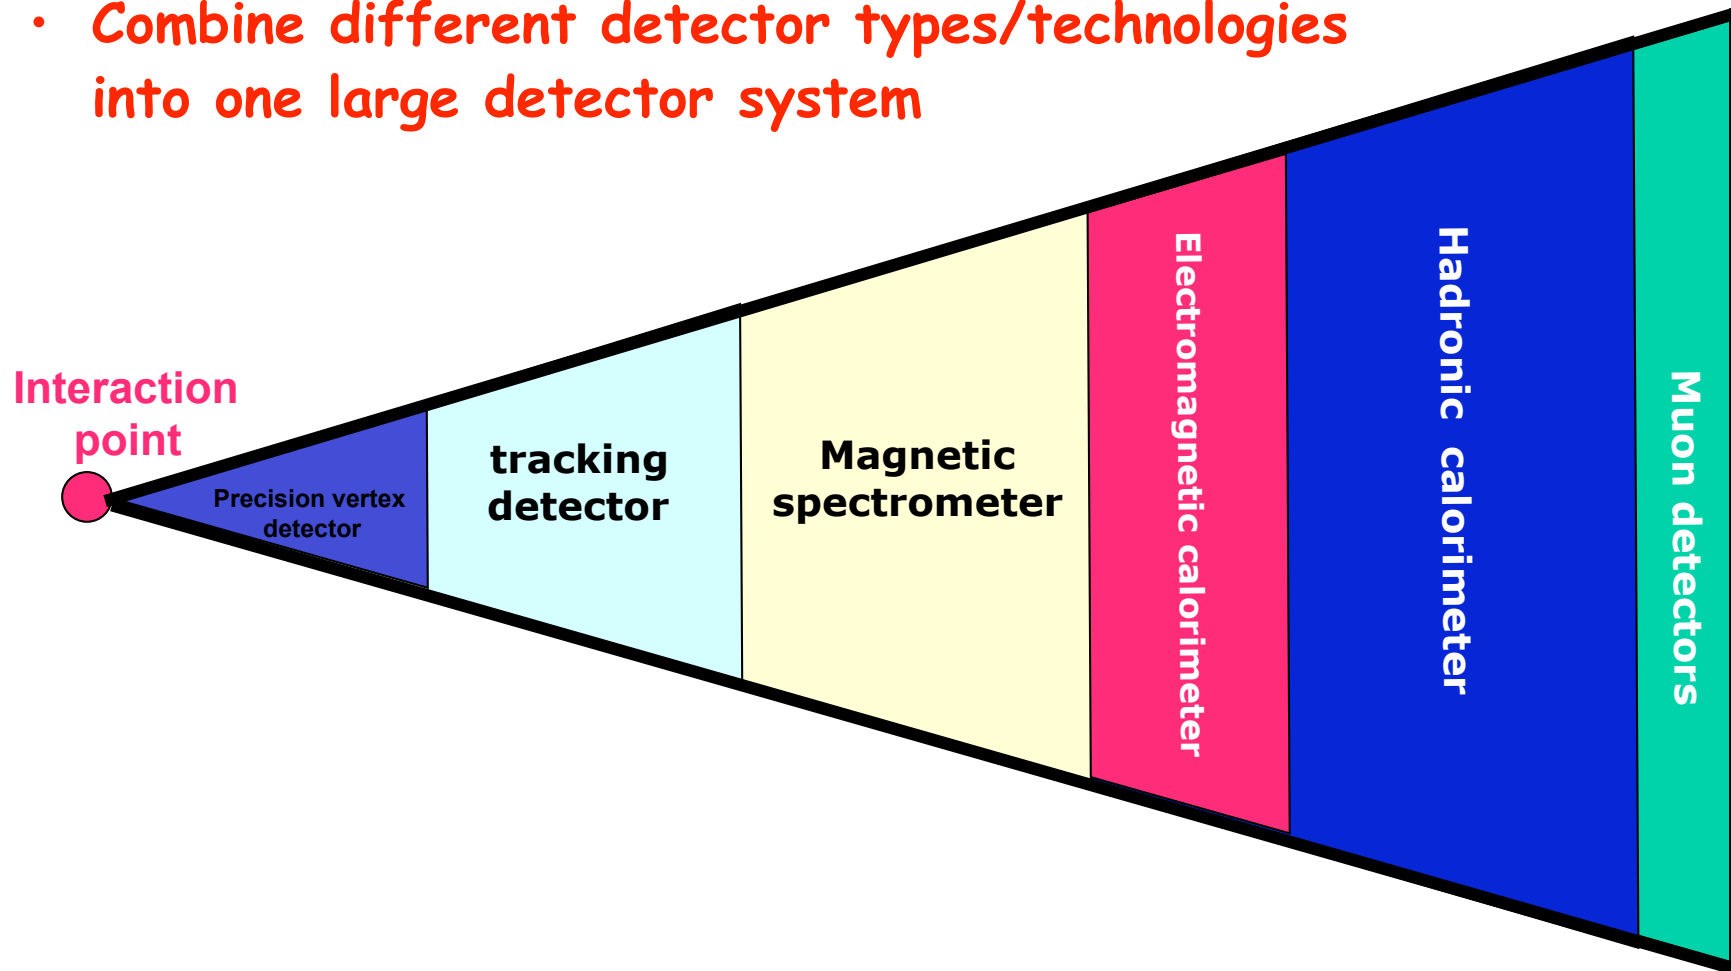 • Combine different detector types/technologies
into one large detector system
Interaction
point
Precision vertex
detector
tracking
detector
Magnetic
spectrometer
Electromagnetic calorimeter
Hadronic calorimeter
Muon detectors